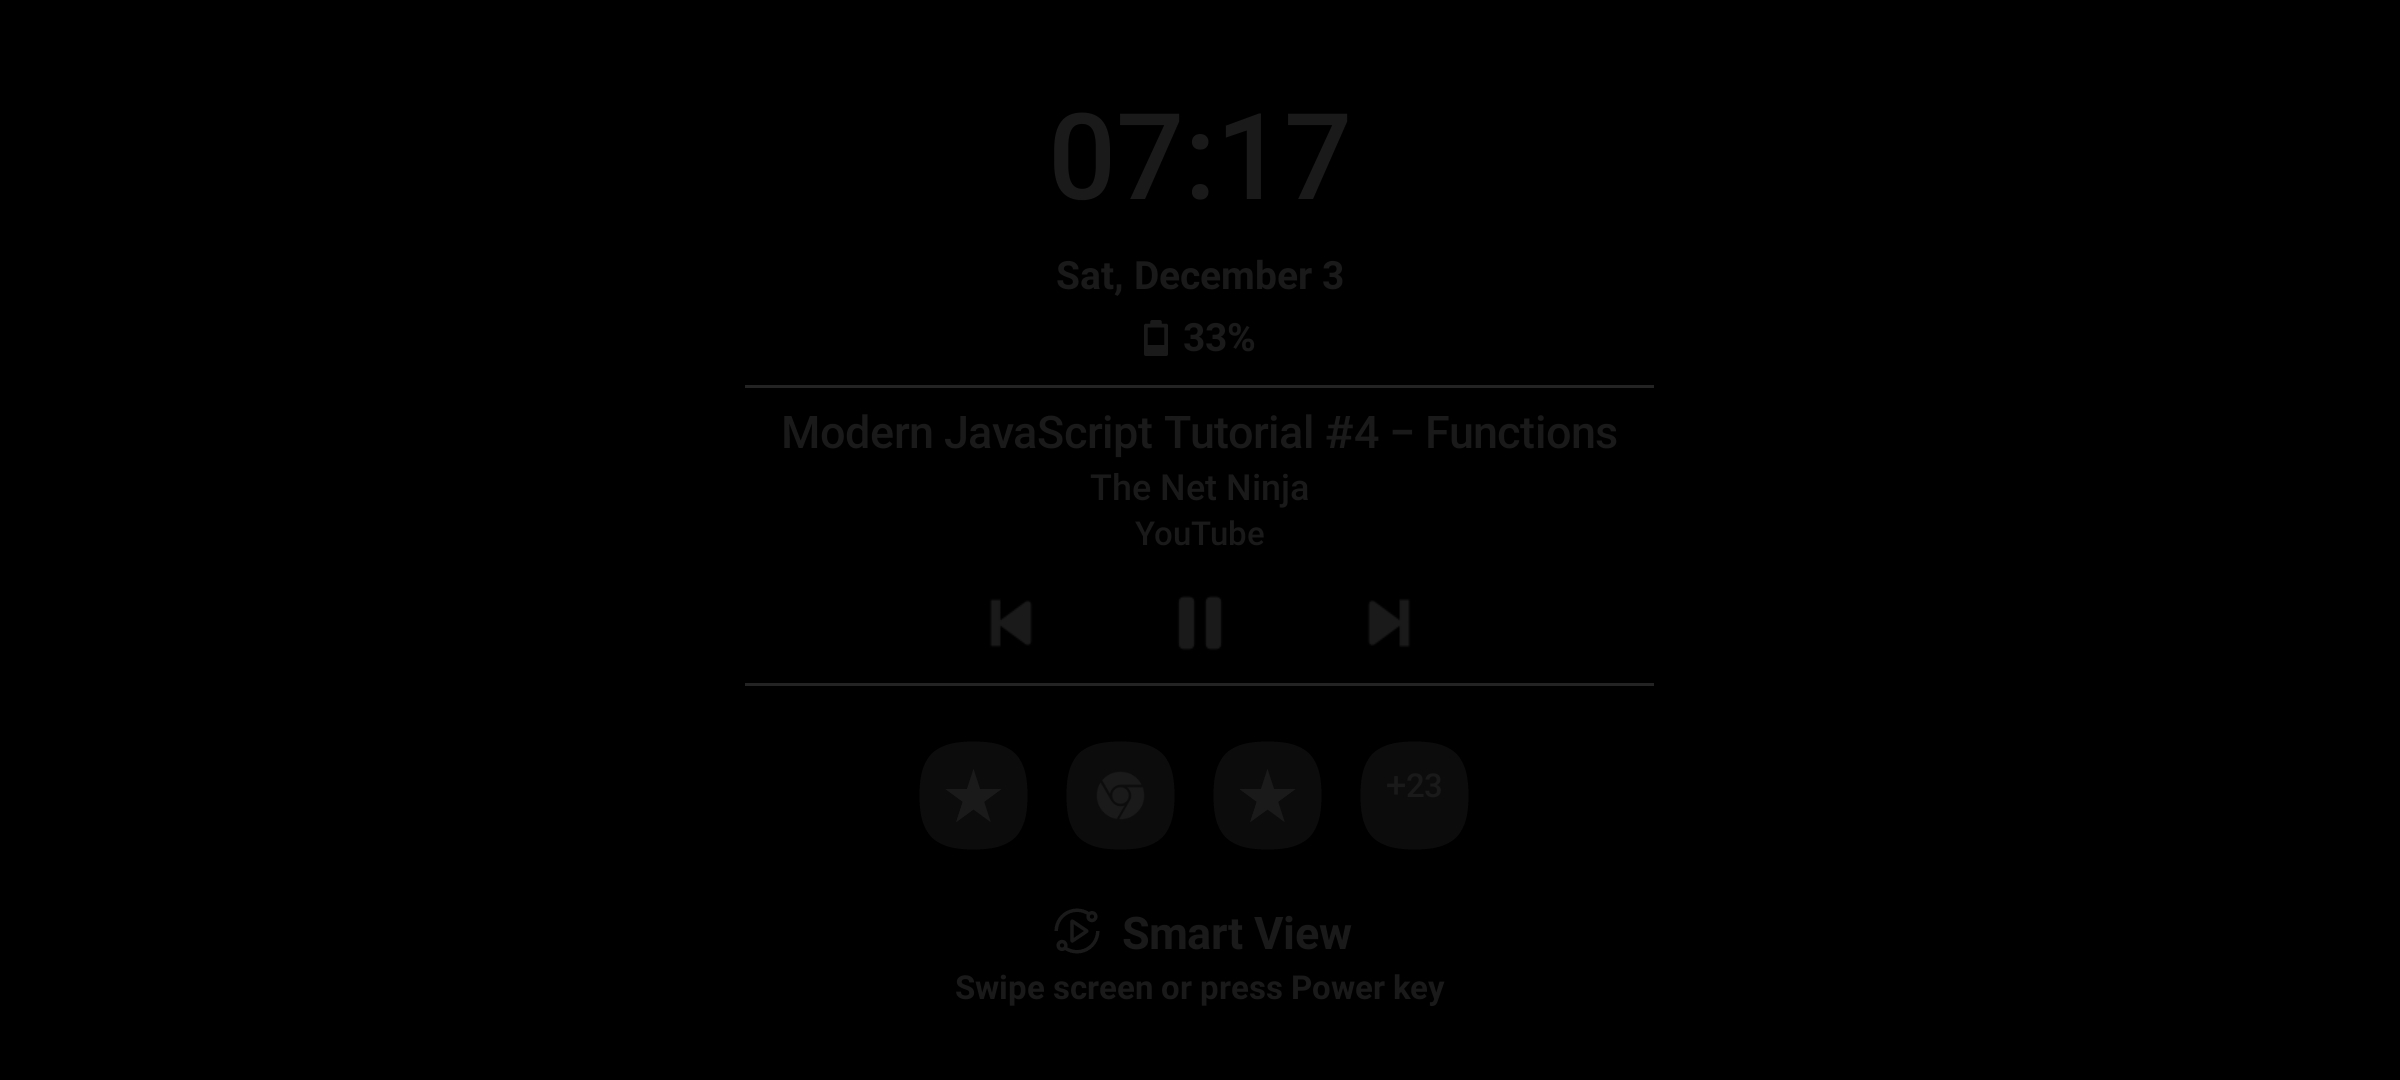 07:17
Sat, December 3
33%
Modern JavaScript Tutorial #4 – Functions
The Net Ninja
YouTube
+23
Smart View
Swipe screen or press Power key